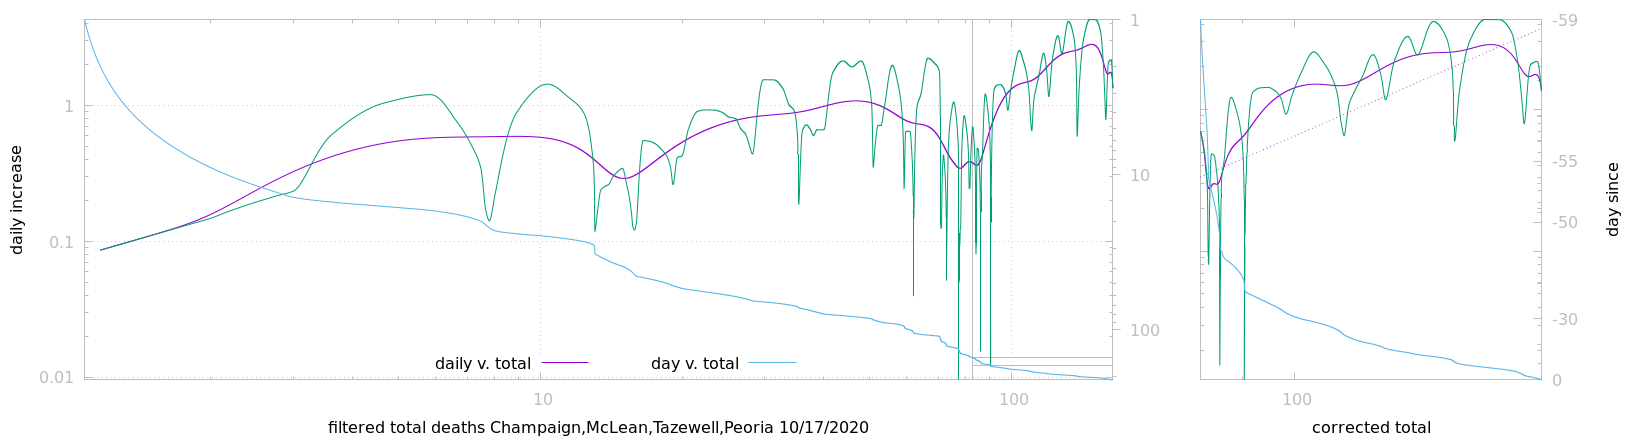 1
-59
1
daily increase
10
-55
day since
-50
0.1
-30
100
daily v. total
day v. total
0.01
0
10
100
100
filtered total deaths Champaign,McLean,Tazewell,Peoria 10/17/2020
corrected total